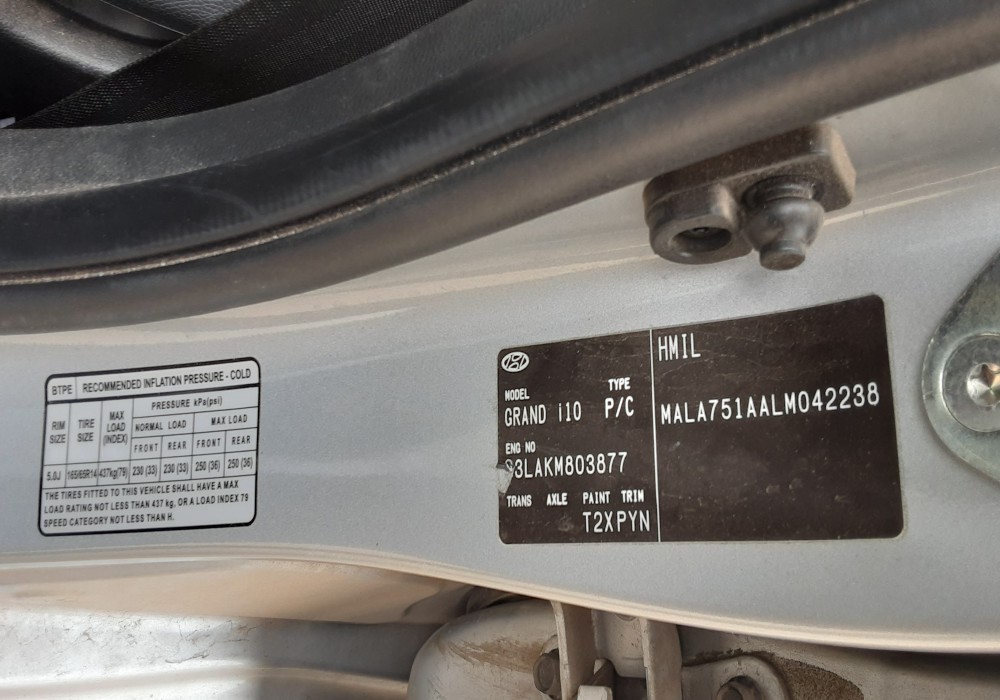 BTPE RECOMMENDED INFLATION PRESSURE - COLD
RIM SIZE TIRE SIZE MAX LOAD (INDEX) PRESSURE kPa(psi)
NORMAL LOAD MAX LOAD
FRONT REAR FRONT REAR
5.0J 165/65R14 437kg(79) 230 (33) 230 (33) 250 (36) 250 (36)
THE TIRES FITTED TO THIS VEHICLE SHALL HAVE A MAX
LOAD RATING NOT LESS THAN 437 kg, OR A LOAD INDEX 79
SPEED CATEGORY NOT LESS THAN H.
HMIL
MODEL TYPE
GRAND i10 P/C
MALA751AALM042238
ENG NO
3LAKM803877
TRANS AXLE PAINT TRIM
T2X PYN